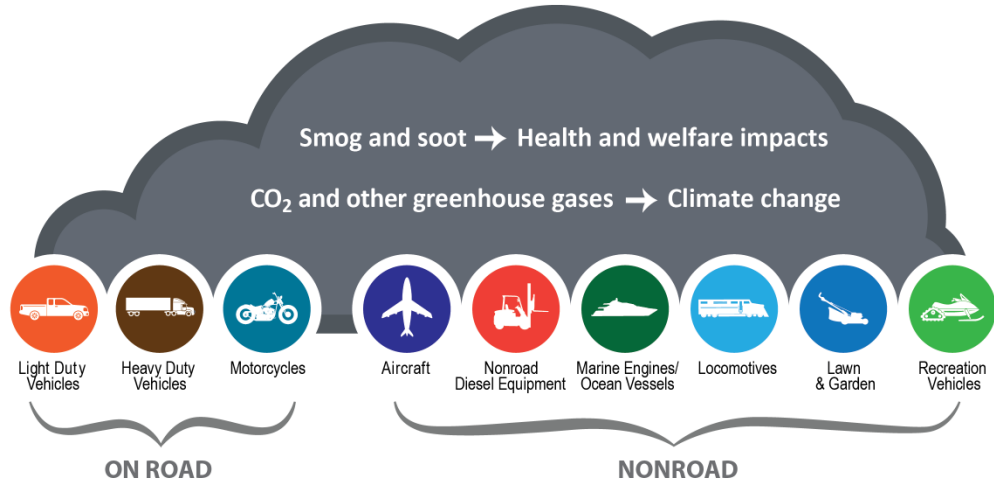 Smog and soot → Health and welfare impacts
CO₂ and other greenhouse gases → Climate change
Light Duty
Vehicles
Heavy Duty
Vehicles
Motorcycles
Aircraft
Nonroad
Diesel Equipment
Marine Engines/
Ocean Vessels
Locomotives
Lawn
& Garden
Recreation
Vehicles
ON ROAD
NONROAD